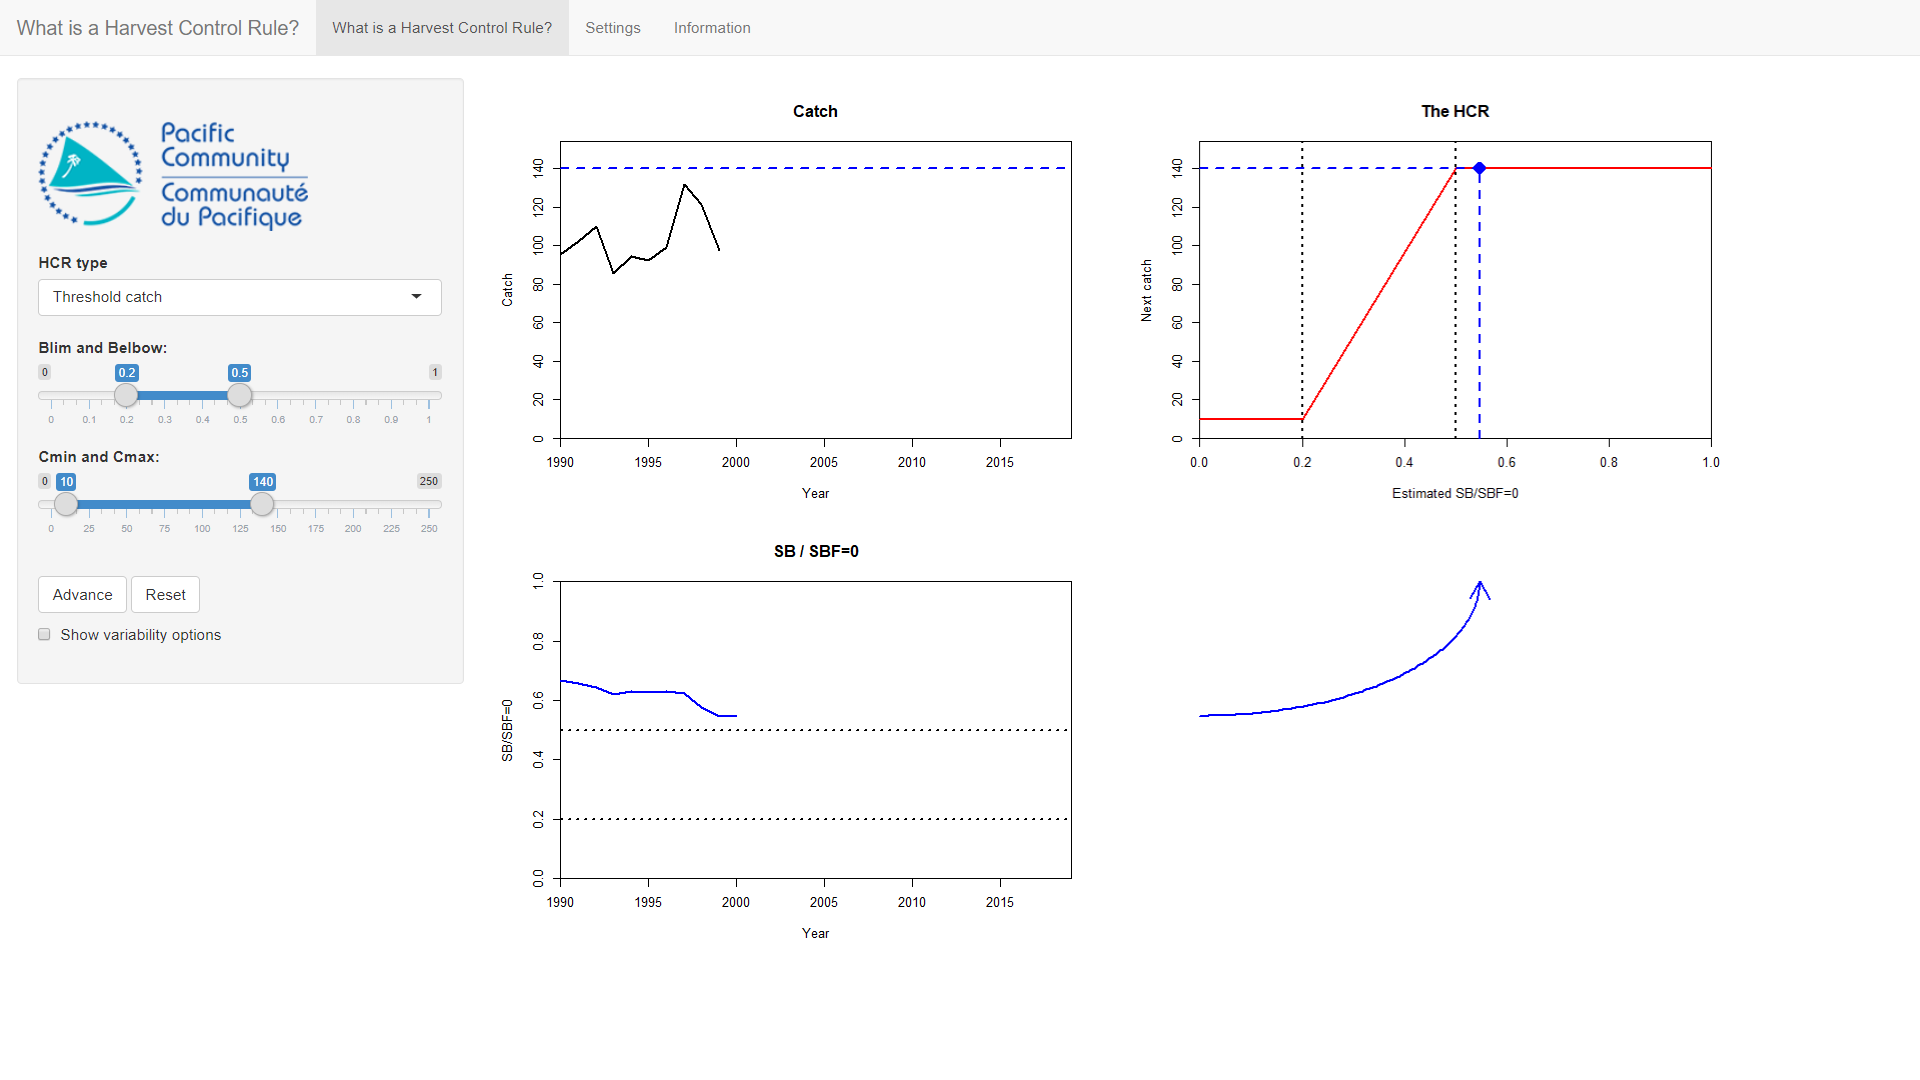 What is a Harvest Control Rule?
What is a Harvest Control Rule?
Settings
Information
Pacific
Community
Communauté
du Pacifique
HCR type
Threshold catch
Blim and Belbow:
0 0.2 0.5 1
0 0.1 0.2 0.3 0.4 0.5 0.6 0.7 0.8 0.9 1
Cmin and Cmax:
0 10 140 250
0 25 50 75 100 125 150 175 200 225 250
Advance
Reset
Show variability options
Catch
Catch
0 20 40 60 80 100 120 140
1990 1995 2000 2005 2010 2015
Year
The HCR
Next catch
0 20 40 60 80 100 120 140
0.0 0.2 0.4 0.6 0.8 1.0
Estimated SB/SBF=0
SB / SBF=0
SB/SBF=0
0.0 0.2 0.4 0.6 0.8 1.0
1990 1995 2000 2005 2010 2015
Year